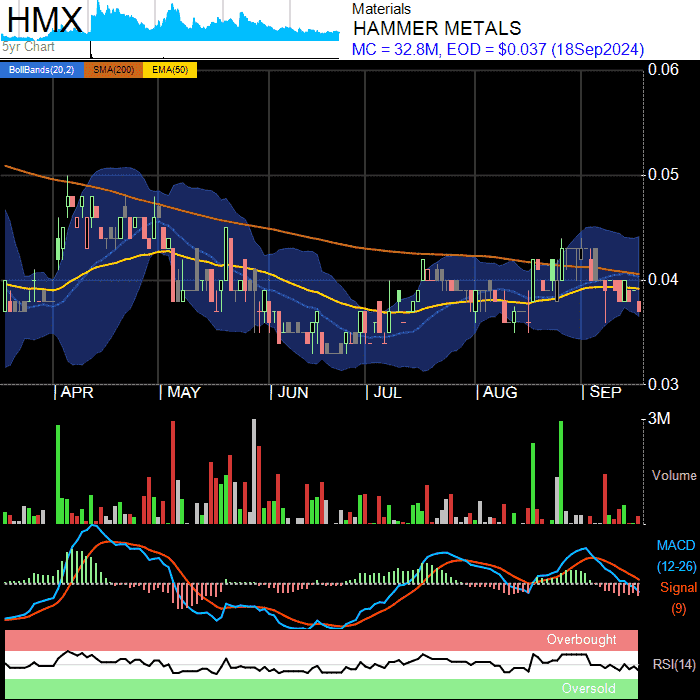 HMX
5yr Chart
Materials
HAMMER METALS
MC = 32.8M, EOD = $0.037 (18Sep2024)
BollBands(20,2) SMA(200) EMA(50)
0.06
0.05
0.04
0.03
APR MAY JUN JUL AUG SEP
3M
Volume
MACD
(12-26)
Signal
(9)
Overbought
RSI(14)
Oversold